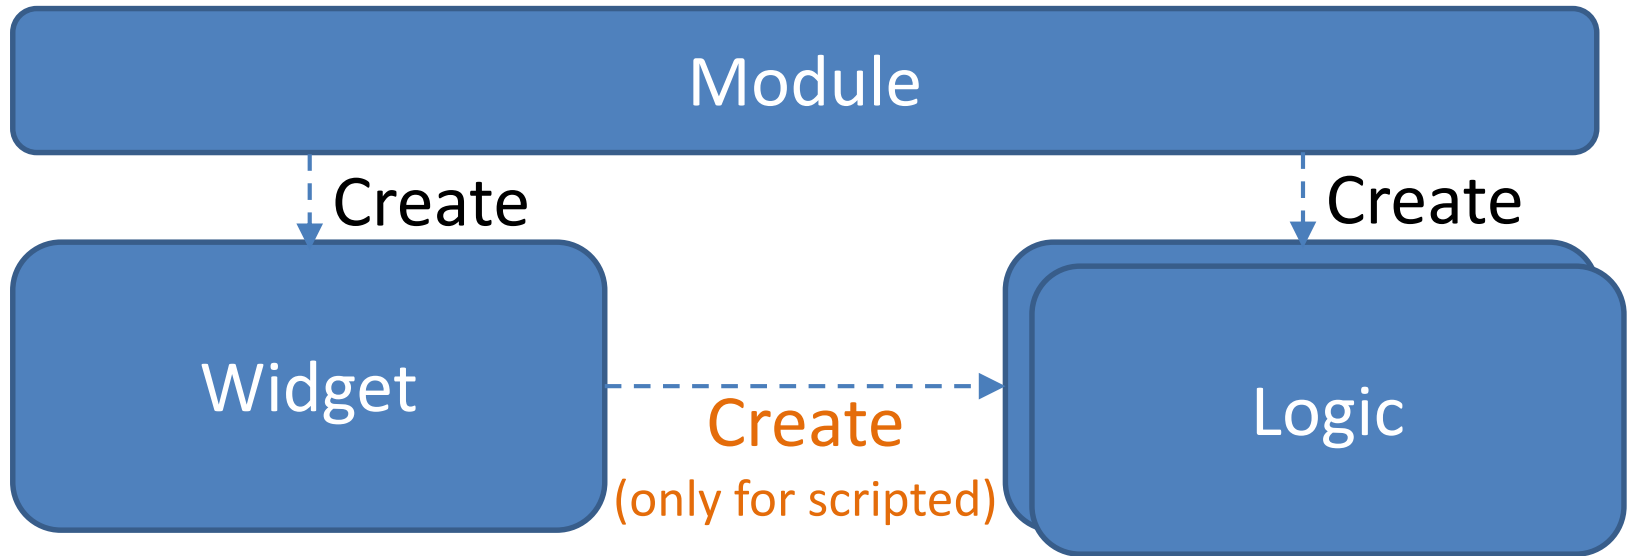 Module
Create
Create
Widget
Create
(only for scripted)
Logic